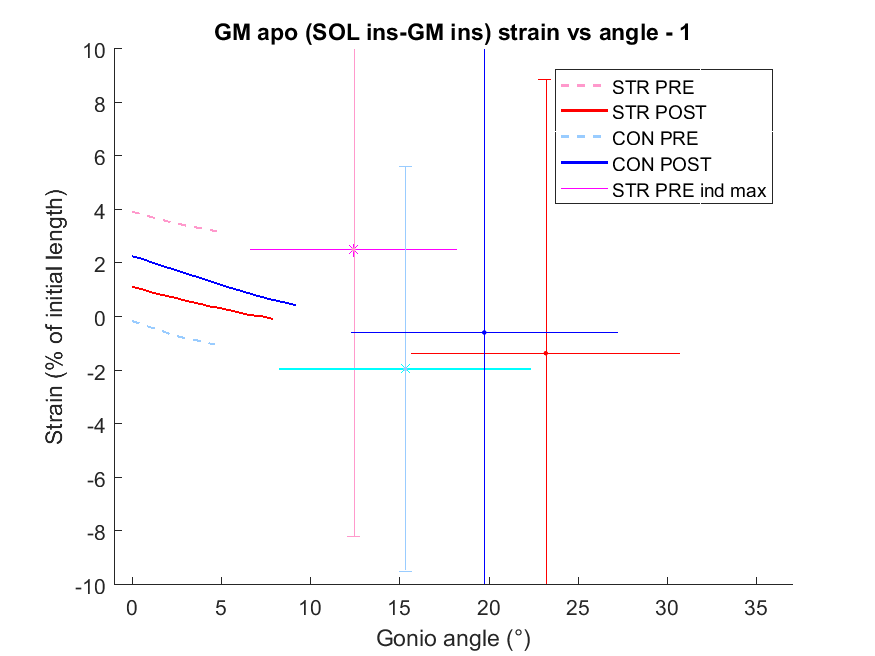 GM apo (SOL ins-GM ins) strain vs angle - 1
10
8
6
4
2
0
-2
-4
-6
-8
-10
Strain (% of initial length)
STR PRE
STR POST
CON PRE
CON POST
STR PRE ind max
0 5 10 15 20 25 30 35
Gonio angle (°)